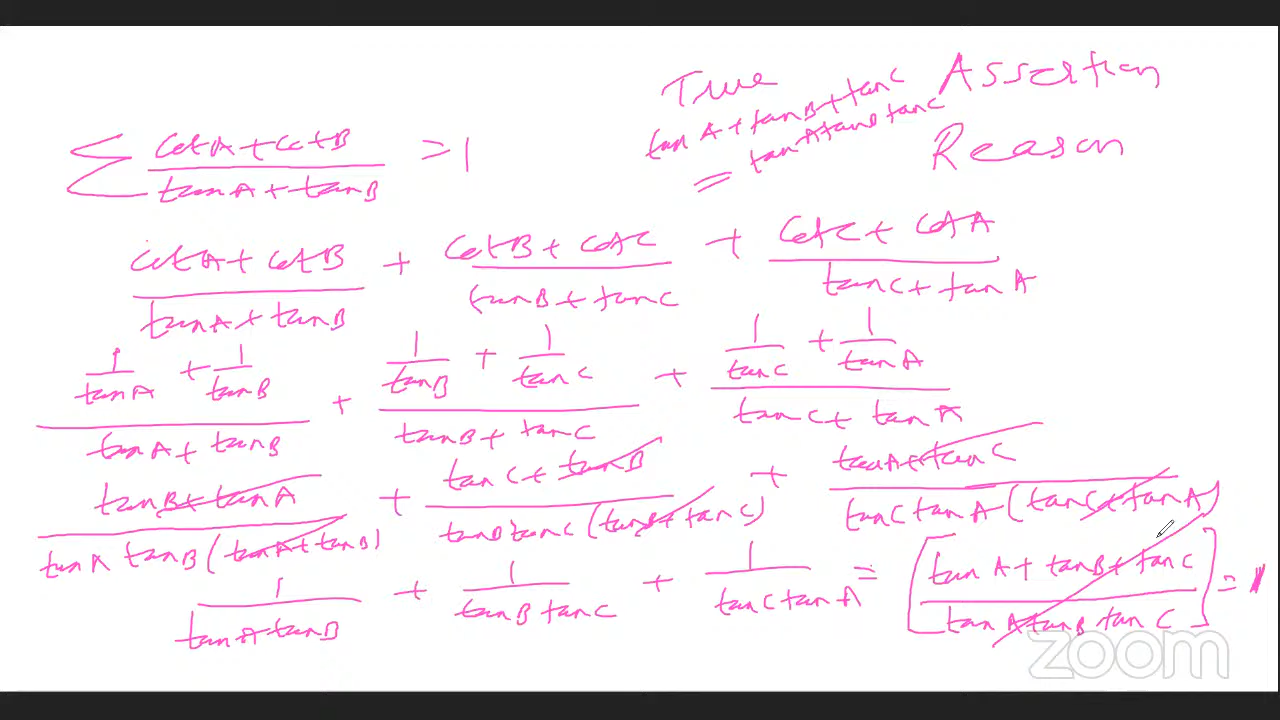 True Assertion
tan A + tan B + tan C
= tan A tan B tan C
Reason
Σ (cot A + cot B)/(tan A + tan B) = 1
(cot A + cot B)/(tan A + tan B) + (cot B + cot C)/(tan B + tan C) + (cot C + cot A)/(tan C + tan A)
(1/tan A + 1/tan B)/(tan A + tan B) + (1/tan B + 1/tan C)/(tan B + tan C) + (1/tan C + 1/tan A)/(tan C + tan A)
(tan B + tan A)/(tan A tan B (tan A + tan B)) + (tan C + tan B)/(tan B tan C (tan B + tan C)) + (tan A + tan C)/(tan C tan A (tan C + tan A))
1/(tan A tan B) + 1/(tan B tan C) + 1/(tan C tan A) = [(tan A + tan B + tan C)/(tan A tan B tan C)] = 1
zoom